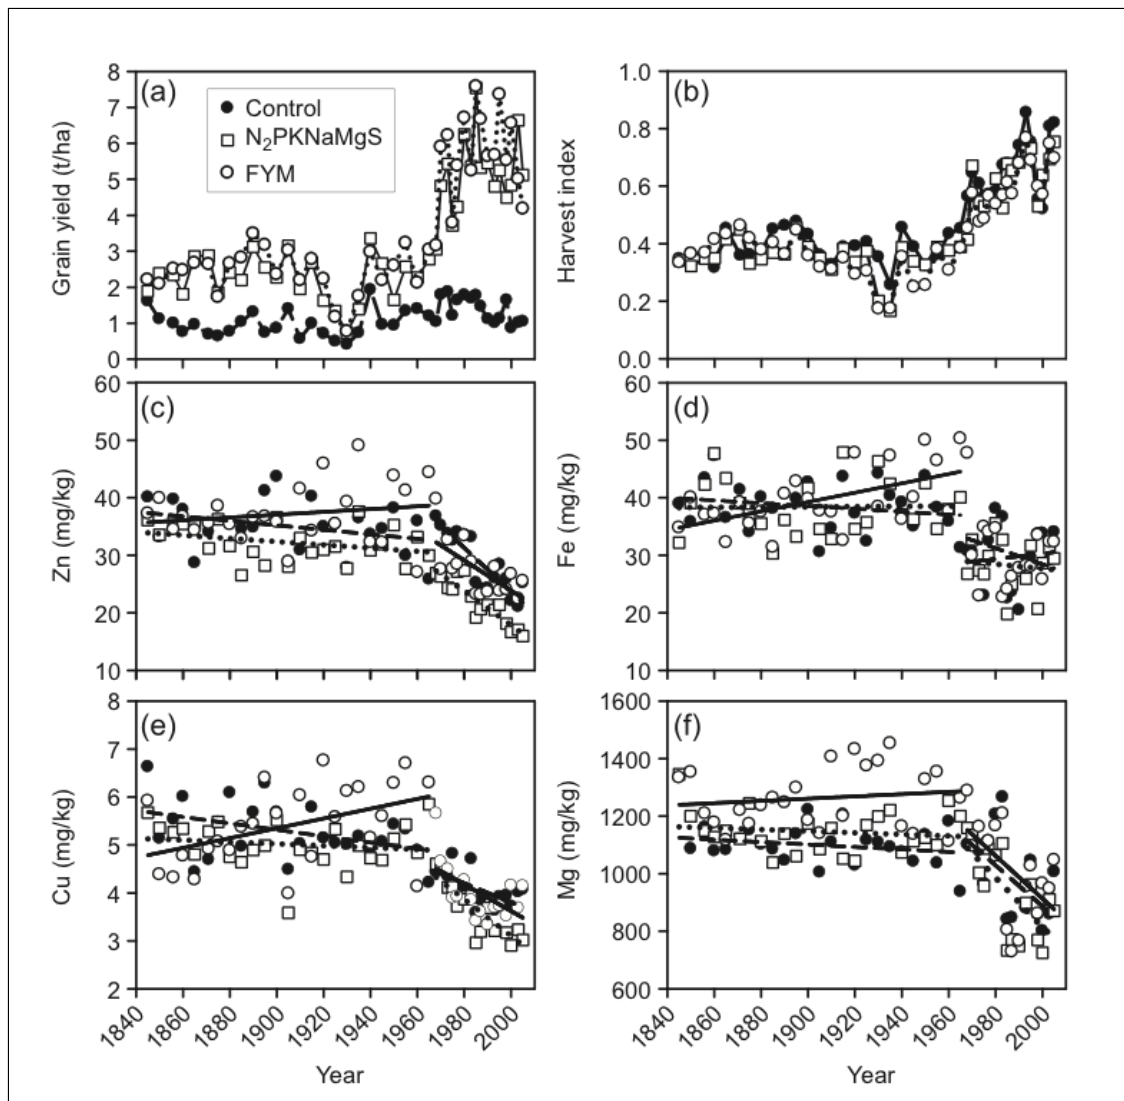 (a)
Control
N₂PKNaMgS
FYM
Grain yield (t/ha)
8
7
6
5
4
3
2
1
0
(b)
Harvest index
1.0
0.8
0.6
0.4
0.2
0.0
(c)
Zn (mg/kg)
60
50
40
30
20
10
(d)
Fe (mg/kg)
60
50
40
30
20
10
(e)
Cu (mg/kg)
8
7
6
5
4
3
2
1840 1860 1880 1900 1920 1940 1960 1980 2000
Year
(f)
Mg (mg/kg)
1600
1400
1200
1000
800
600
1840 1860 1880 1900 1920 1940 1960 1980 2000
Year